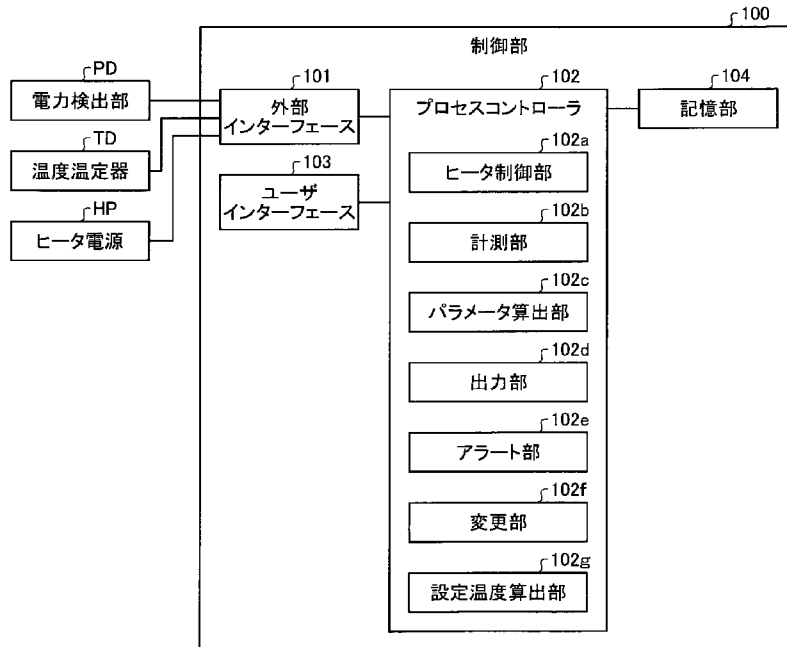 100
制御部
PD
電力検出部
TD
温度温定器
HP
ヒータ電源
101
外部
インターフェース
103
ユーザ
インターフェース
102
プロセスコントローラ
102a
ヒータ制御部
102b
計測部
102c
パラメータ算出部
102d
出力部
102e
アラート部
102f
変更部
102g
設定温度算出部
104
記憶部